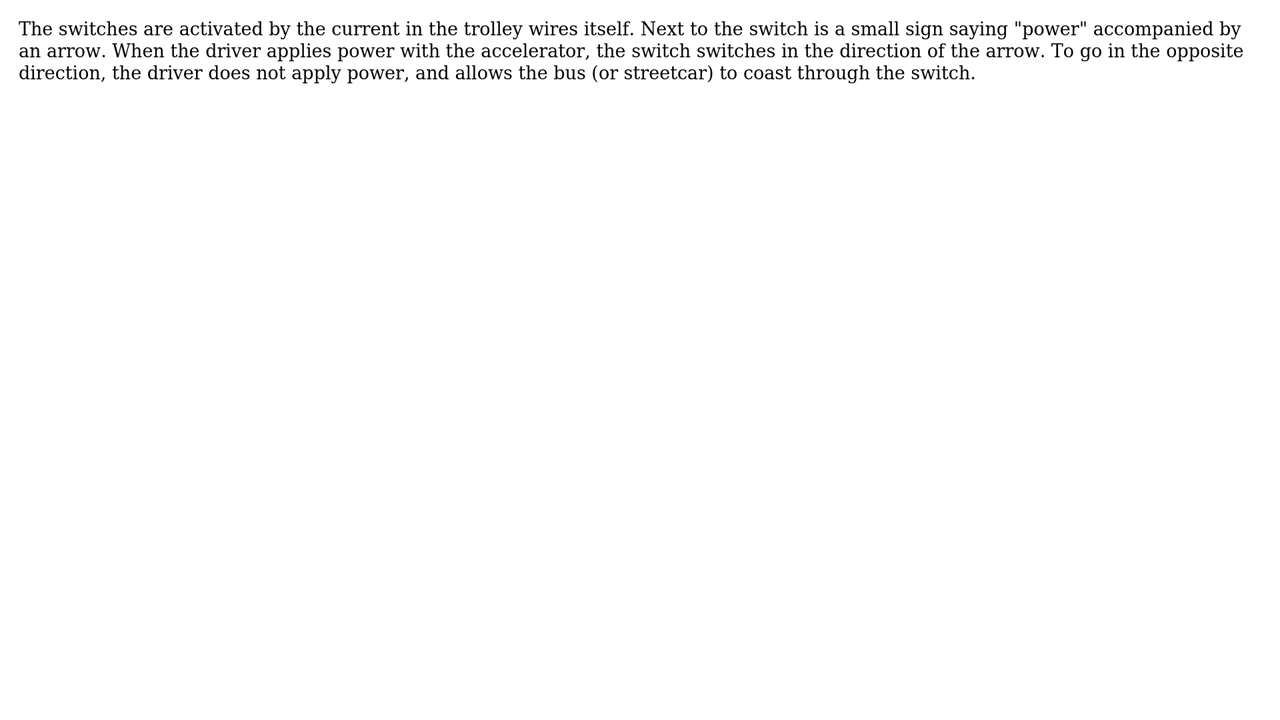 The switches are activated by the current in the trolley wires itself. Next to the switch is a small sign saying "power" accompanied by
an arrow. When the driver applies power with the accelerator, the switch switches in the direction of the arrow. To go in the opposite
direction, the driver does not apply power, and allows the bus (or streetcar) to coast through the switch.